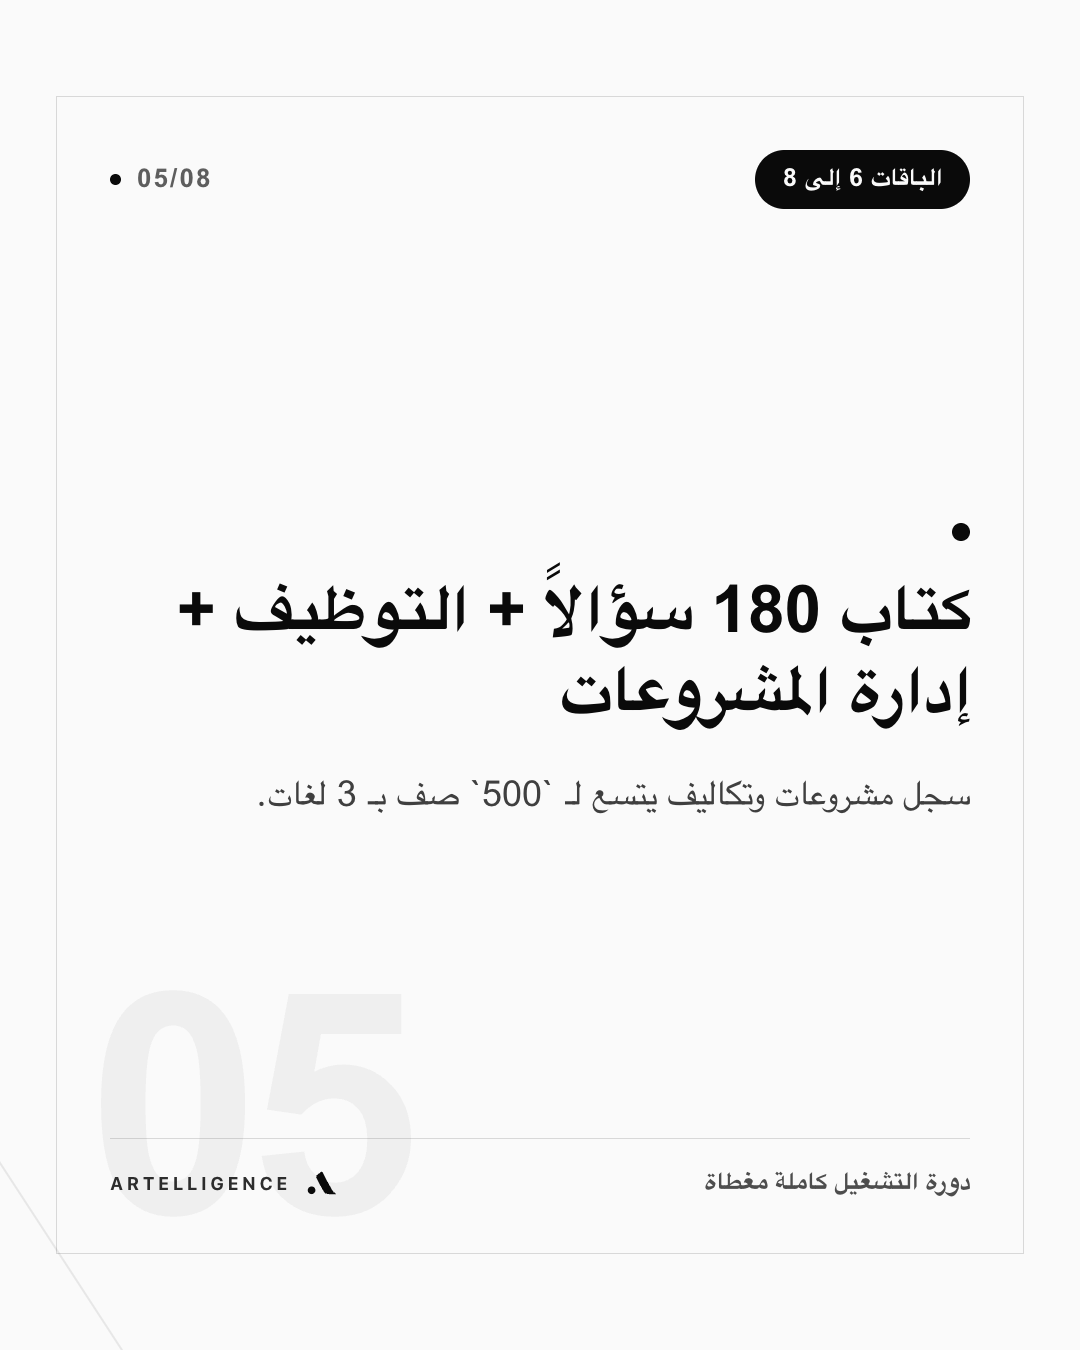 الباقات 6 إلى 8
05/08
كتاب 180 سؤالاً + التوظيف +
إدارة المشروعات
سجل مشروعات وتكاليف يتسع لـ `500` صف بـ 3 لغات.
05
دورة التشغيل كاملة مغطاة
ARTELLIGENCE